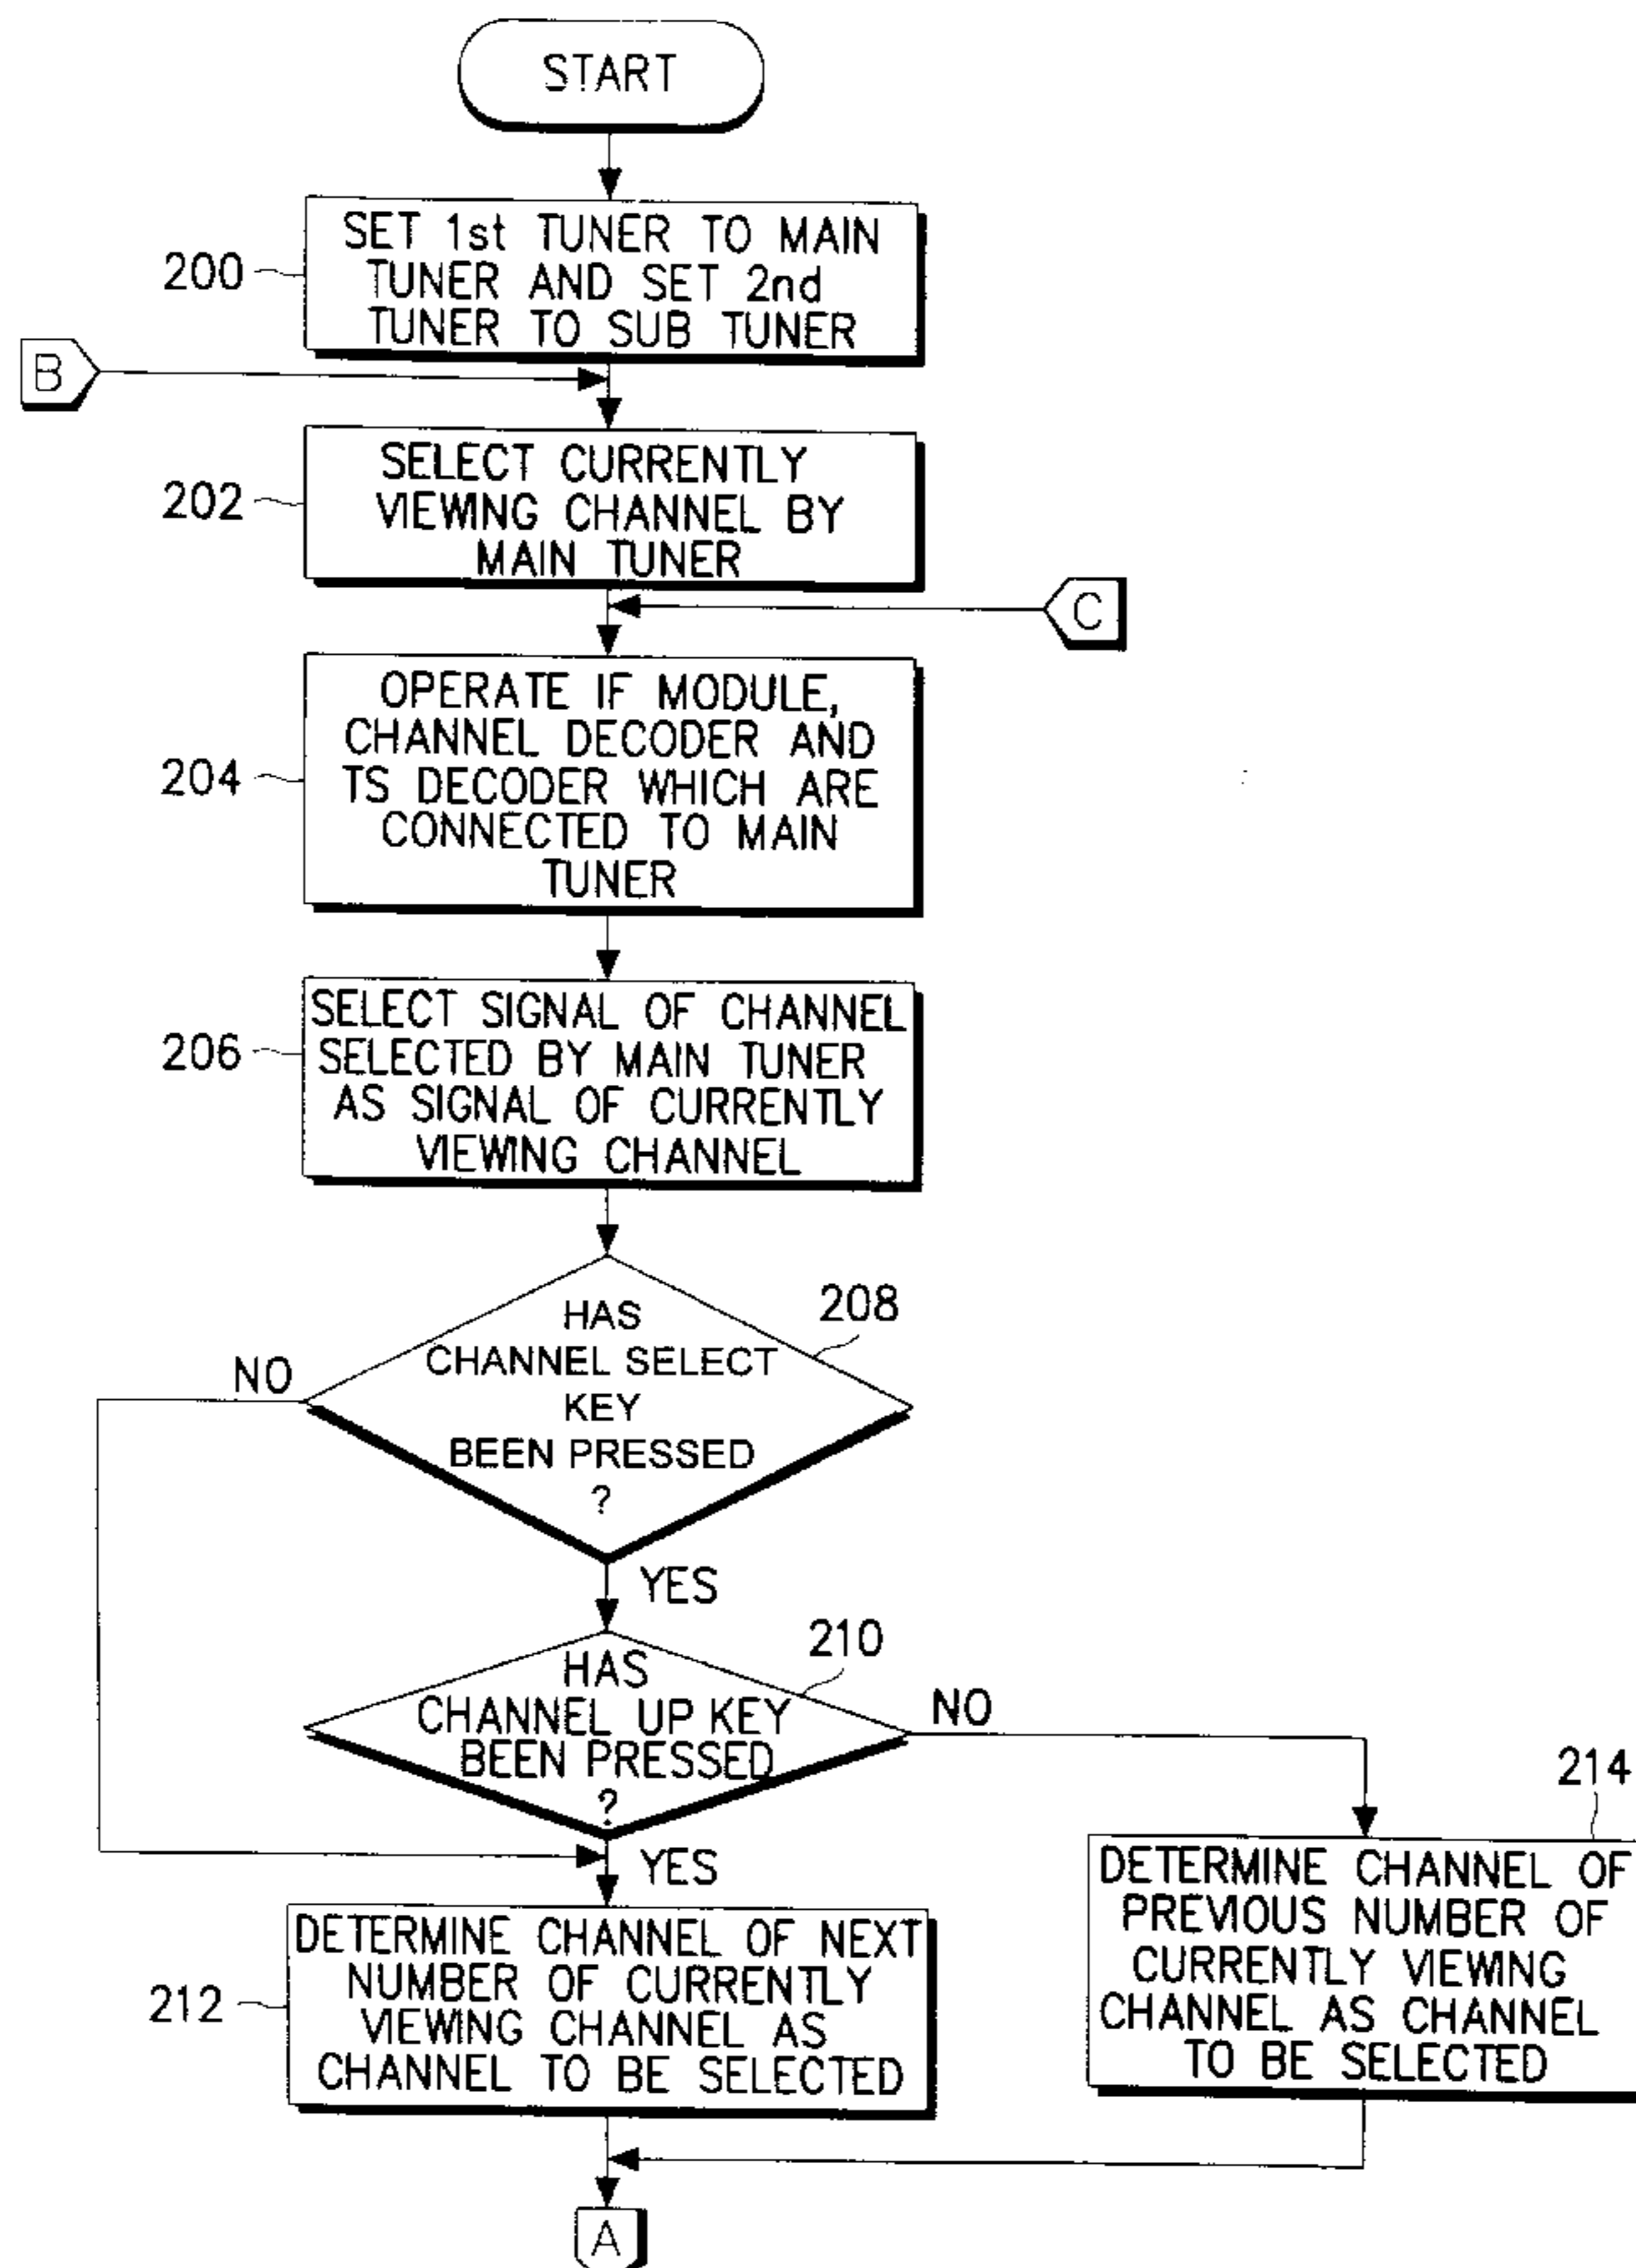 START
SET 1st TUNER TO MAIN
TUNER AND SET 2nd
TUNER TO SUB TUNER
200
B
SELECT CURRENTLY
VIEWING CHANNEL BY
MAIN TUNER
202
C
OPERATE IF MODULE,
CHANNEL DECODER AND
TS DECODER WHICH ARE
CONNECTED TO MAIN
TUNER
204
SELECT SIGNAL OF CHANNEL
SELECTED BY MAIN TUNER
AS SIGNAL OF CURRENTLY
VIEWING CHANNEL
206
208
HAS
CHANNEL SELECT
KEY
BEEN PRESSED
?
NO
YES
210
HAS
CHANNEL UP KEY
BEEN PRESSED
?
NO
YES
214
DETERMINE CHANNEL OF
PREVIOUS NUMBER OF
CURRENTLY VIEWING
CHANNEL AS CHANNEL
TO BE SELECTED
DETERMINE CHANNEL OF NEXT
NUMBER OF CURRENTLY
VIEWING CHANNEL AS
CHANNEL TO BE SELECTED
212
A